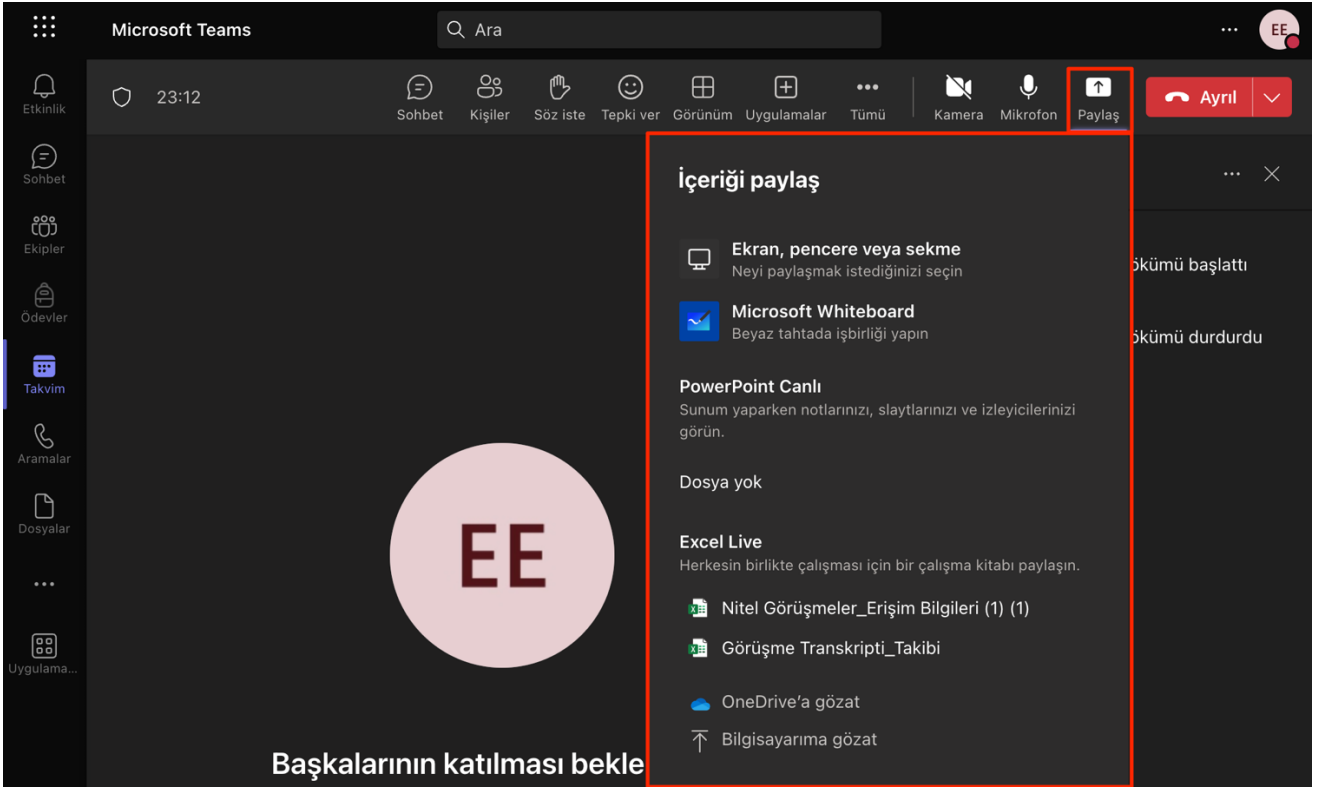 Microsoft Teams
Ara
EE
Etkinlik
Sohbet
Ekipler
Ödevler
Takvim
Aramalar
Dosyalar
Uygulama...
23:12
Sohbet
Kişiler
Söz iste
Tepki ver
Görünüm
Uygulamalar
Tümü
Kamera
Mikrofon
Paylaş
Ayrıl
İçeriği paylaş
Ekran, pencere veya sekme
Neyi paylaşmak istediğinizi seçin
Microsoft Whiteboard
Beyaz tahtada işbirliği yapın
PowerPoint Canlı
Sunum yaparken notlarınızı, slaytlarınızı ve izleyicilerinizi
görün.
Dosya yok
Excel Live
Herkesin birlikte çalışması için bir çalışma kitabı paylaşın.
Nitel Görüşmeler_Erişim Bilgileri (1) (1)
Görüşme Transkripti_Takibi
OneDrive'a gözat
Bilgisayarıma gözat
ökümü başlattı
ökümü durdurdu
EE
Başkalarının katılması bekle